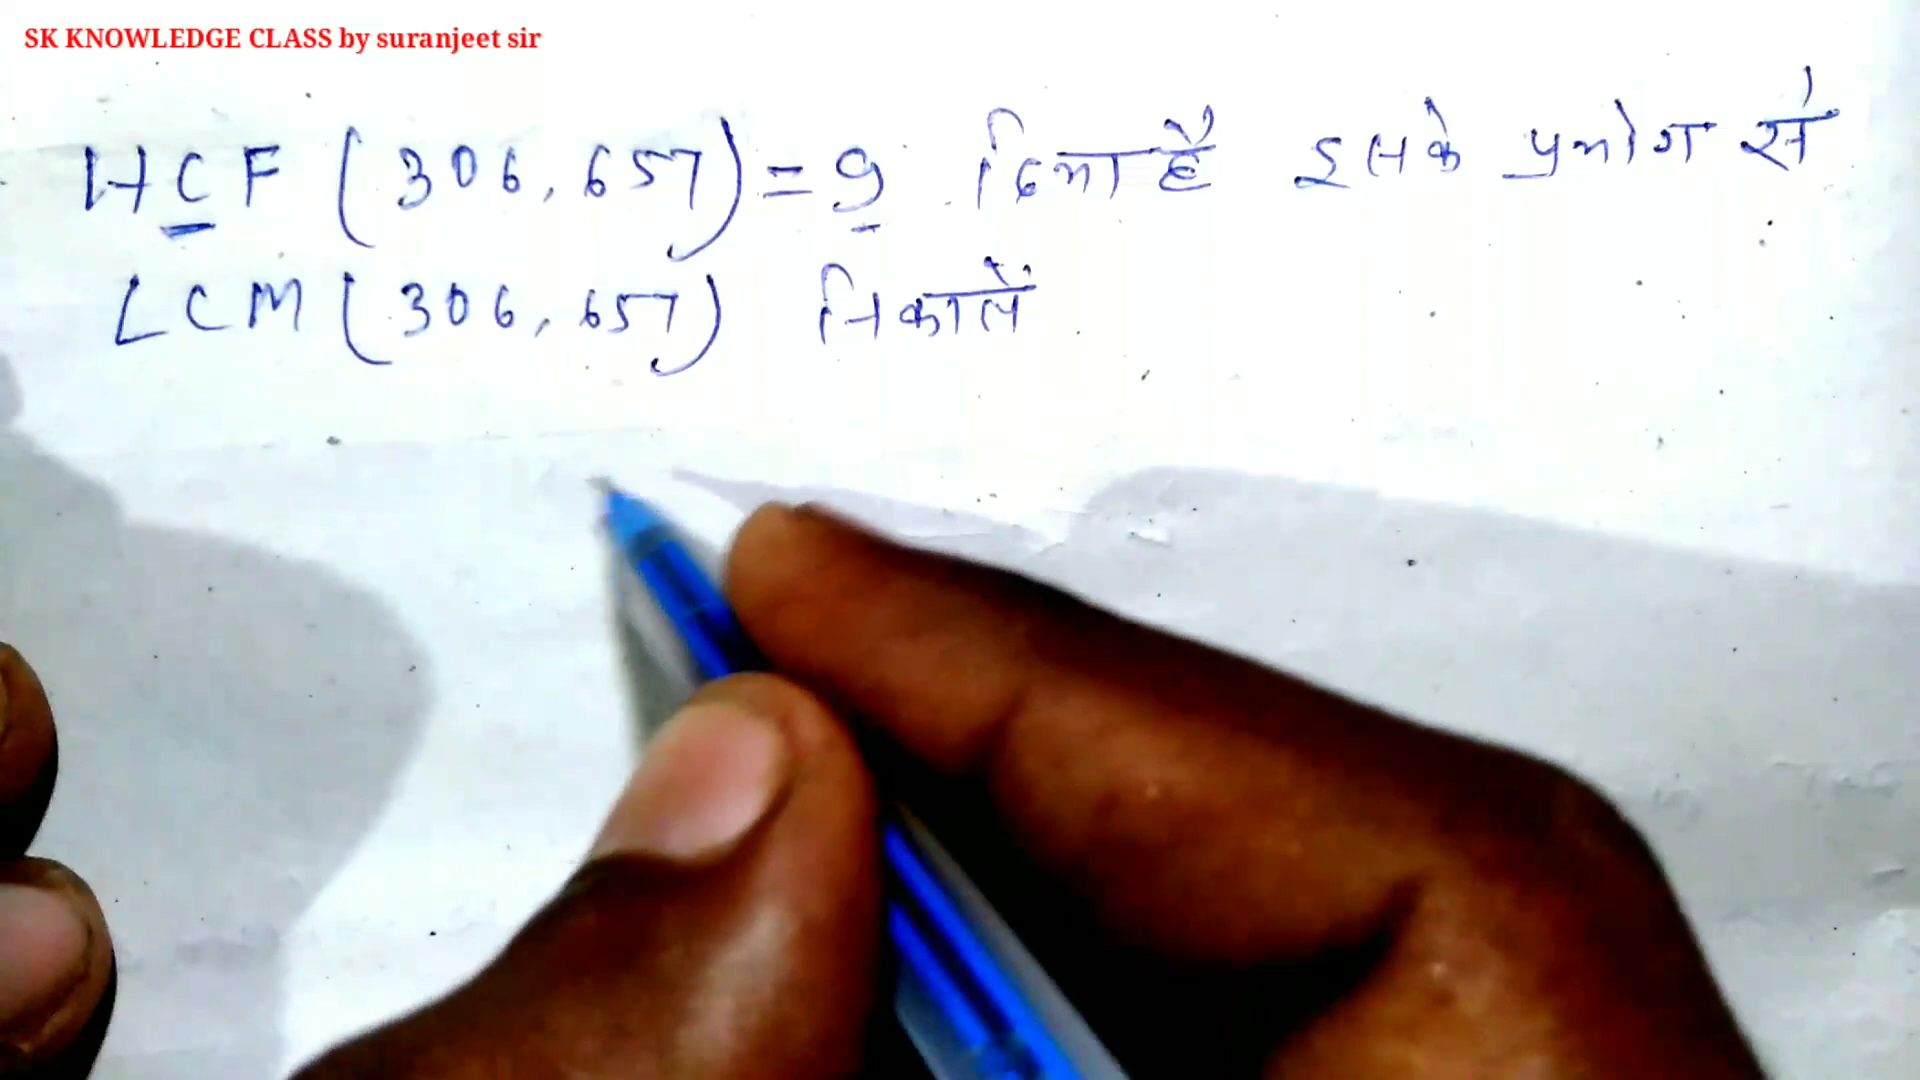 SK KNOWLEDGE CLASS by suranjeet sir
HCF (306, 657) = 9 दिया है इसके प्रयोग से
LCM (306, 657) निकालें